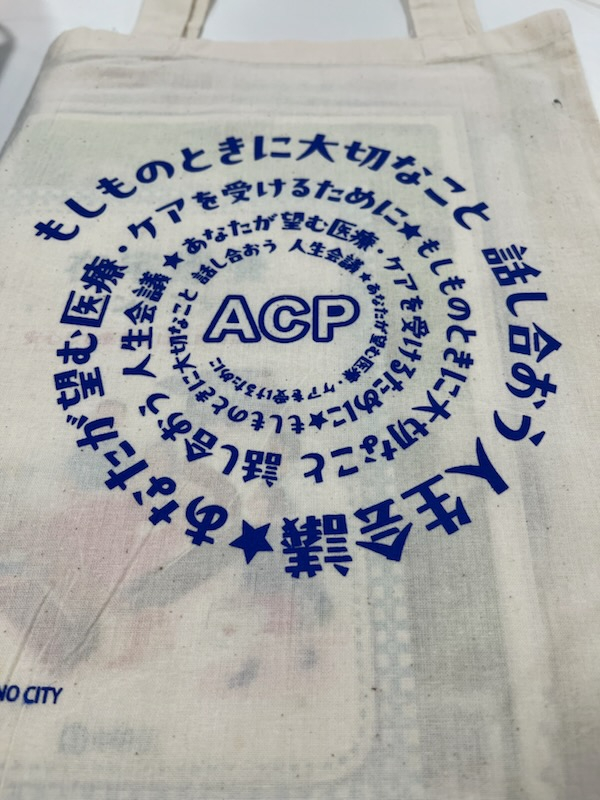 もしものときに大切なこと 話し合おう 人生会議★あなたが望む医療・ケアを受けるために★もしものときに大切なこと 話し合おう 人生会議★あなたが望む医療・ケアを受けるために★もしものときに大切なこと 話し合おう 人生会議★あなたが望む医療・ケアを受けるために
ACP
NO CITY